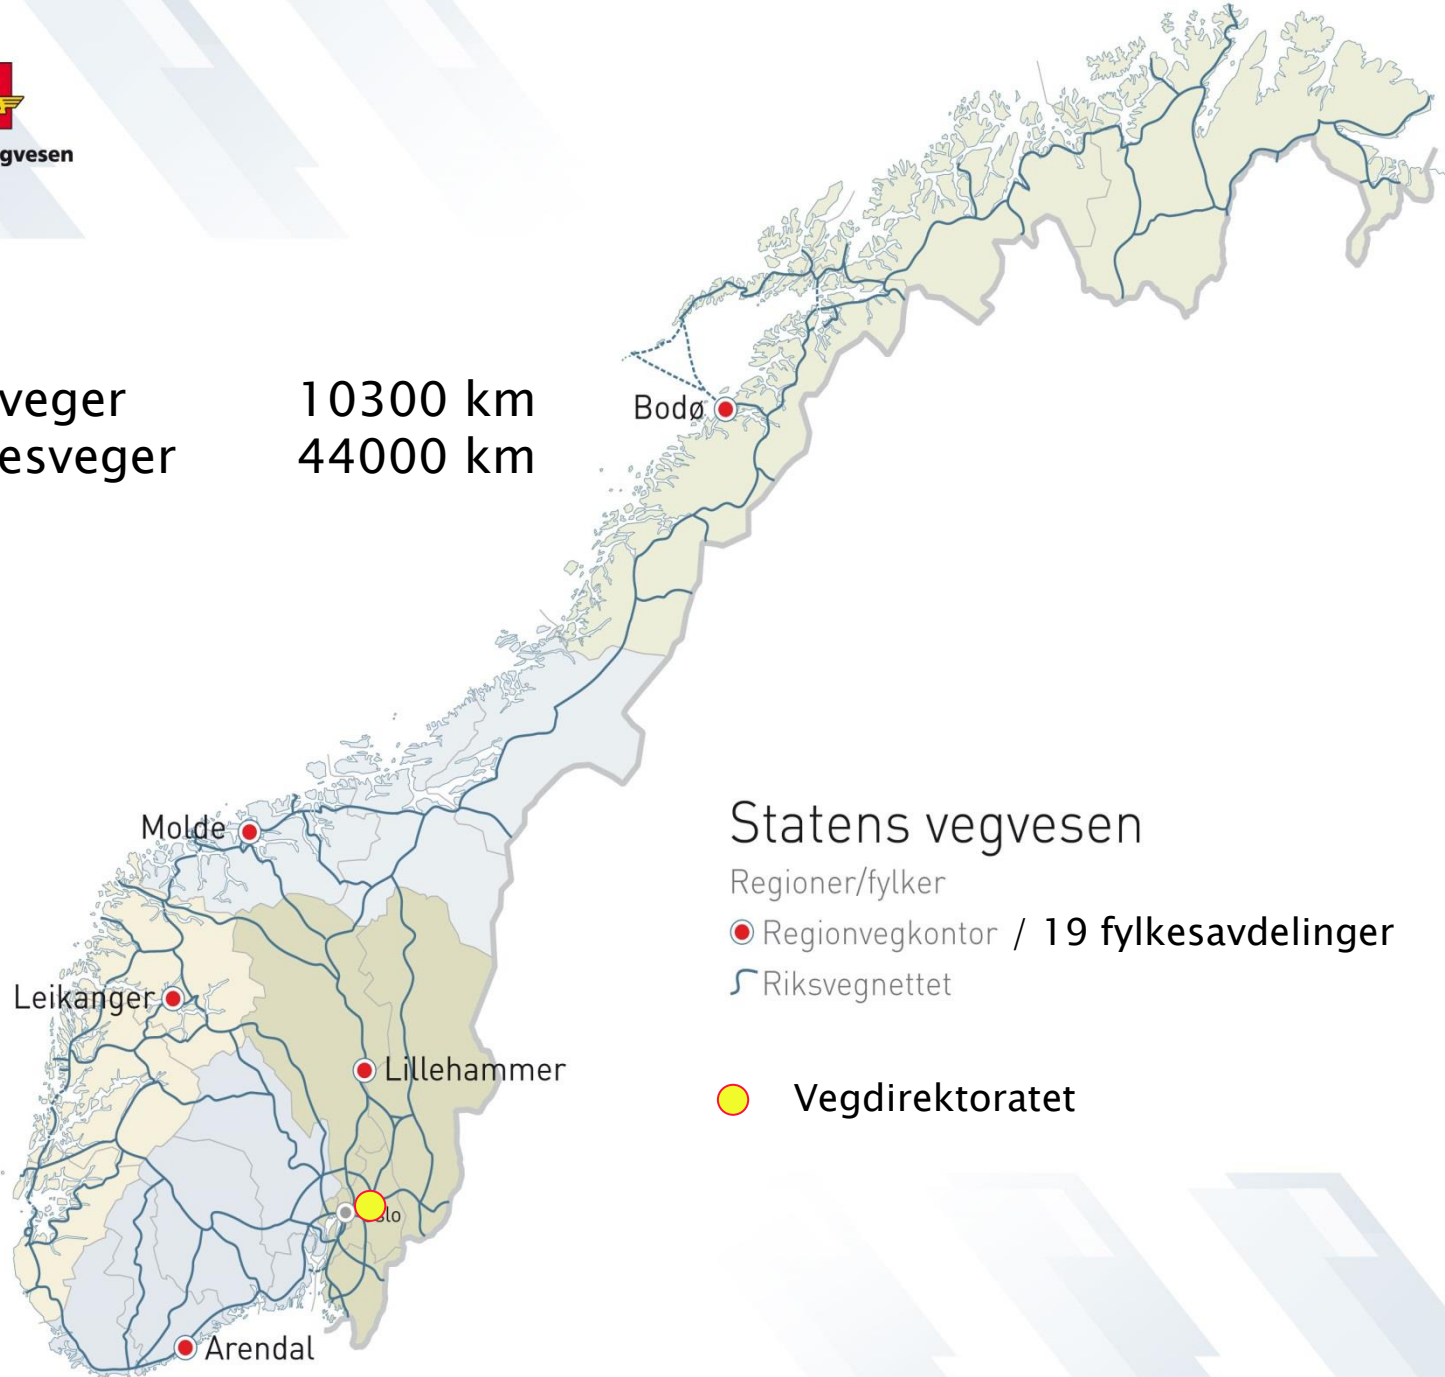 gvesen
veger 10300 km
esveger 44000 km
Bodø
Molde
Leikanger
Lillehammer
slo
Arendal
Statens vegvesen
Regioner/fylker
Regionvegkontor / 19 fylkesavdelinger
Riksvegnettet
Vegdirektoratet